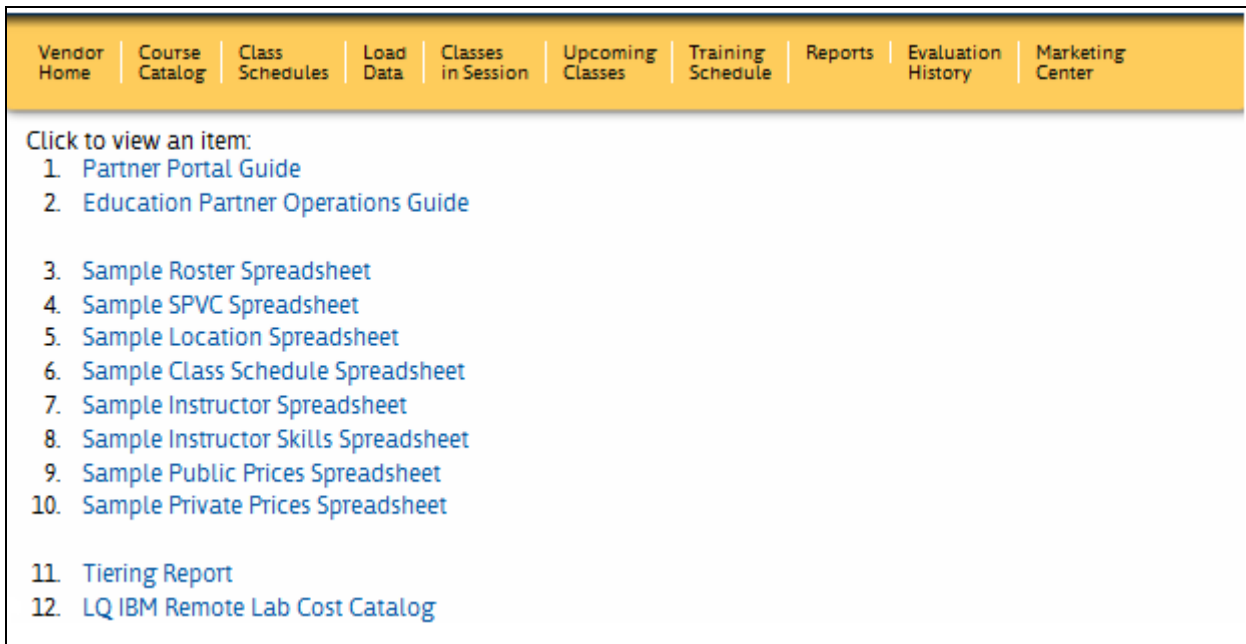 Vendor Course Class Load Classes Upcoming Training Reports Evaluation Marketing
Home Catalog Schedules Data in Session Classes Schedule History Center
Click to view an item:
1. Partner Portal Guide
2. Education Partner Operations Guide
3. Sample Roster Spreadsheet
4. Sample SPVC Spreadsheet
5. Sample Location Spreadsheet
6. Sample Class Schedule Spreadsheet
7. Sample Instructor Spreadsheet
8. Sample Instructor Skills Spreadsheet
9. Sample Public Prices Spreadsheet
10. Sample Private Prices Spreadsheet
11. Tiering Report
12. LQ IBM Remote Lab Cost Catalog